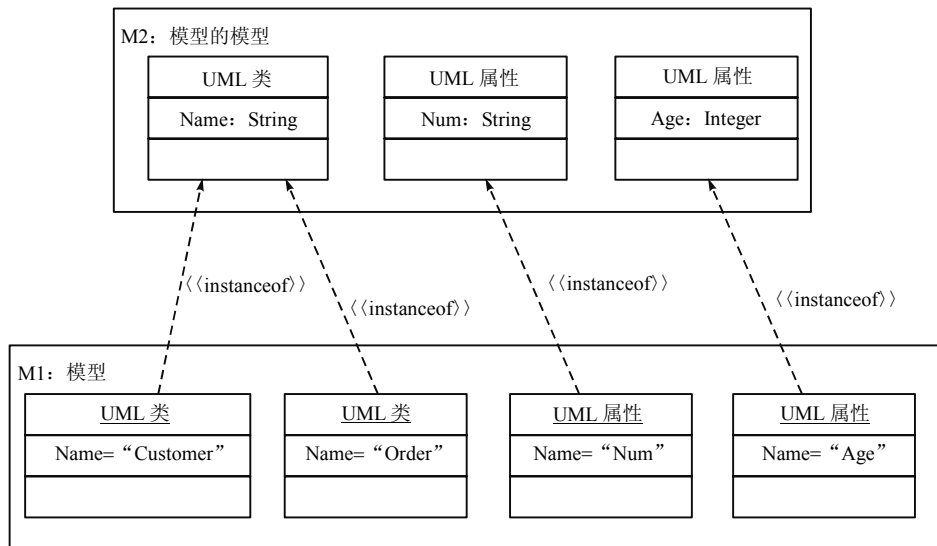 M2：模型的模型
UML 类
UML 属性
UML 属性
Name：String
Num：String
Age：Integer
〈〈instanceof〉〉
〈〈instanceof〉〉
〈〈instanceof〉〉
〈〈instanceof〉〉
M1：模型
UML 类
UML 类
UML 属性
UML 属性
Name=“Customer”
Name=“Order”
Name=“Num”
Name=“Age”